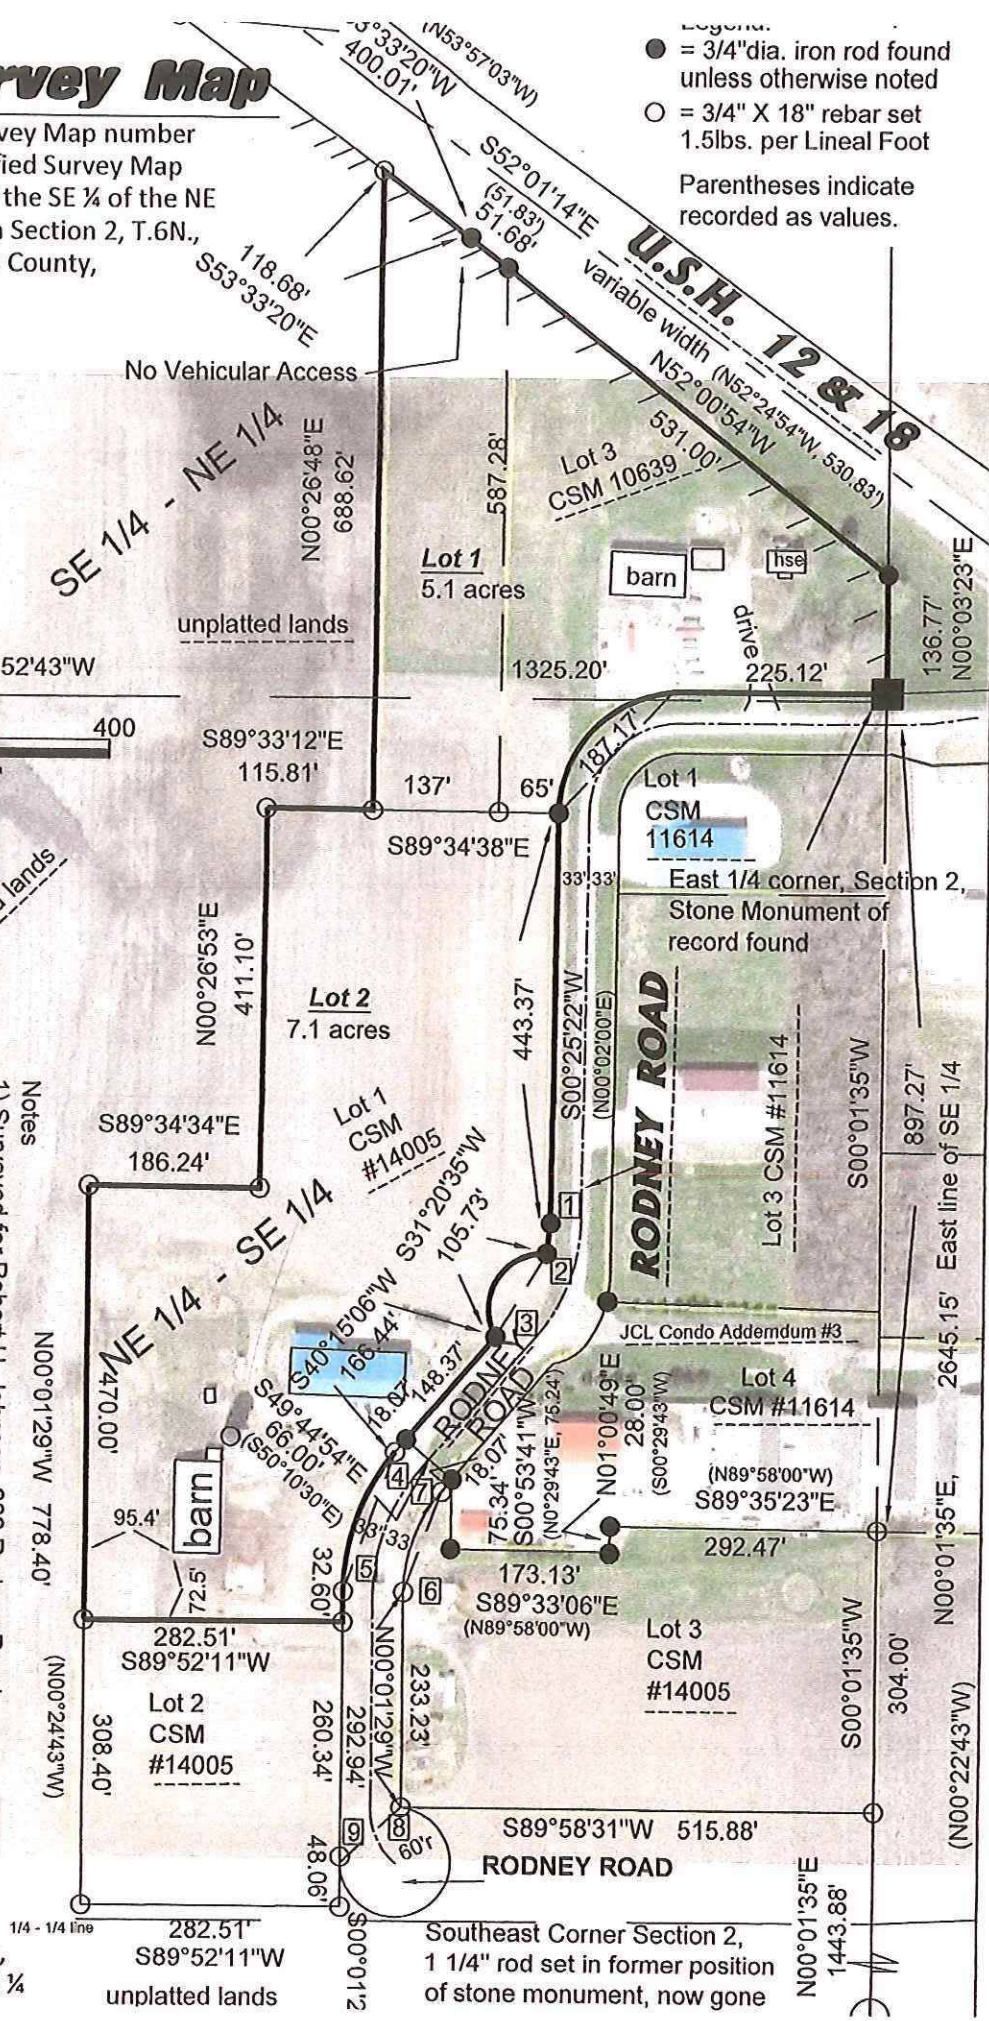 rvey Map
vey Map number
fied Survey Map
the SE ¼ of the NE
Section 2, T.6N.,
County,
3°33'20"W
400.01'
(N53°57'03"W)
Legend:
= 3/4"dia. iron rod found
unless otherwise noted
= 3/4" X 18" rebar set
1.5lbs. per Lineal Foot
Parentheses indicate
recorded as values.
S52°01'14"E
(51.83')
51.68'
118.68'
S53°33'20"E
U.S.H. 12 & 18
variable width
No Vehicular Access
N52°00'54"W
(N52°24'54"W, 530.83')
531.00'
SE 1/4 - NE 1/4
N00°26'48"E
688.62'
587.28'
Lot 3
CSM 10639
Lot 1
5.1 acres
barn
hse
drive
136.77'
N00°03'23"E
unplatted lands
52'43"W
1325.20'
225.12'
400
S89°33'12"E
115.81'
137'
65'
187.17'
S89°34'38"E
Lot 1
CSM
11614
lands
33'
33'
East 1/4 corner, Section 2,
Stone Monument of
record found
N00°26'53"E
411.10'
Lot 2
7.1 acres
443.37'
S00°25'22"W
(N00°02'00"E)
RODNEY ROAD
Lot 3 CSM #11614
S00°01'35"W
897.27'
2645.15' East line of SE 1/4
N00°01'35"E,
Notes
S89°34'34"E
186.24'
Lot 1
CSM
#14005
NE 1/4 - SE 1/4
S31°20'35"W
105.73'
1
2
3
JCL Condo Addemdum #3
Lot 4
CSM #11614
S40°15'06"W
166.44'
148.37'
18.07'
RODNEY
ROAD
S49°44'54"E
66.00'
(S50°10'30"E)
4
7
18.07'
75.34'
S00°53'41"W
(N0°29'43"E, 75.24')
N01°00'49"E
28.00'
(S00°29'43"W)
(N89°58'00"W)
S89°35'23"E
292.47'
470.00'
N00°01'29"W 778.40'
95.4'
barn
72.5'
33'
33
32.60'
5
6
173.13'
S89°33'06"E
(N89°58'00"W)
282.51'
S89°52'11"W
Lot 3
CSM
#14005
S00°01'35"W
304.00'
(N00°22'43"W)
(N00°24'43"W)
308.40'
Lot 2
CSM
#14005
260.34'
292.94'
N00°01'29"W
233.23'
9
8
60'r
S89°58'31"W 515.88'
RODNEY ROAD
48.06'
1/4 - 1/4 line
282.51'
S89°52'11"W
unplatted lands
S00°01'2
Southeast Corner Section 2,
1 1/4" rod set in former position
of stone monument, now gone
N00°01'35"E
1443.88'
¼